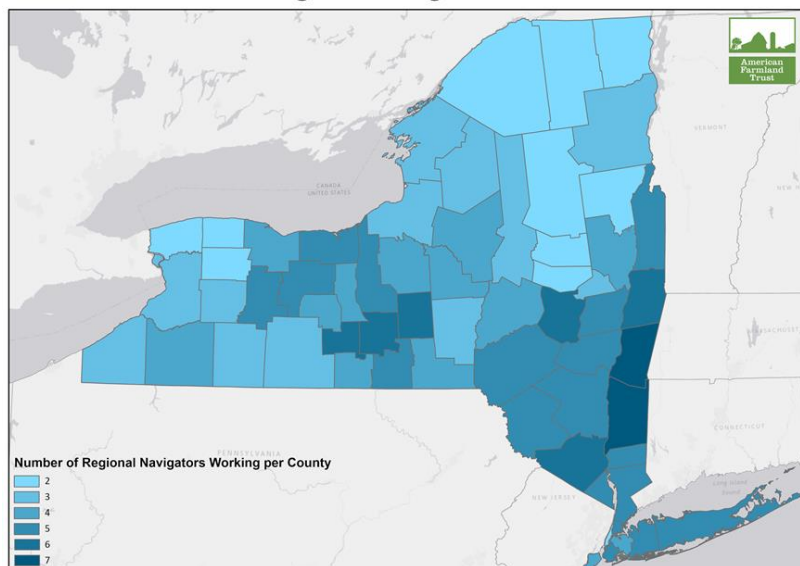 American
Farmland
Trust
VERMONT
CANADA
UNITED STATES
PENNSYLVANIA
CONNECTICUT
Long Island
Sound
NEW JERSEY
Number of Regional Navigators Working per County
2
3
4
5
6
7